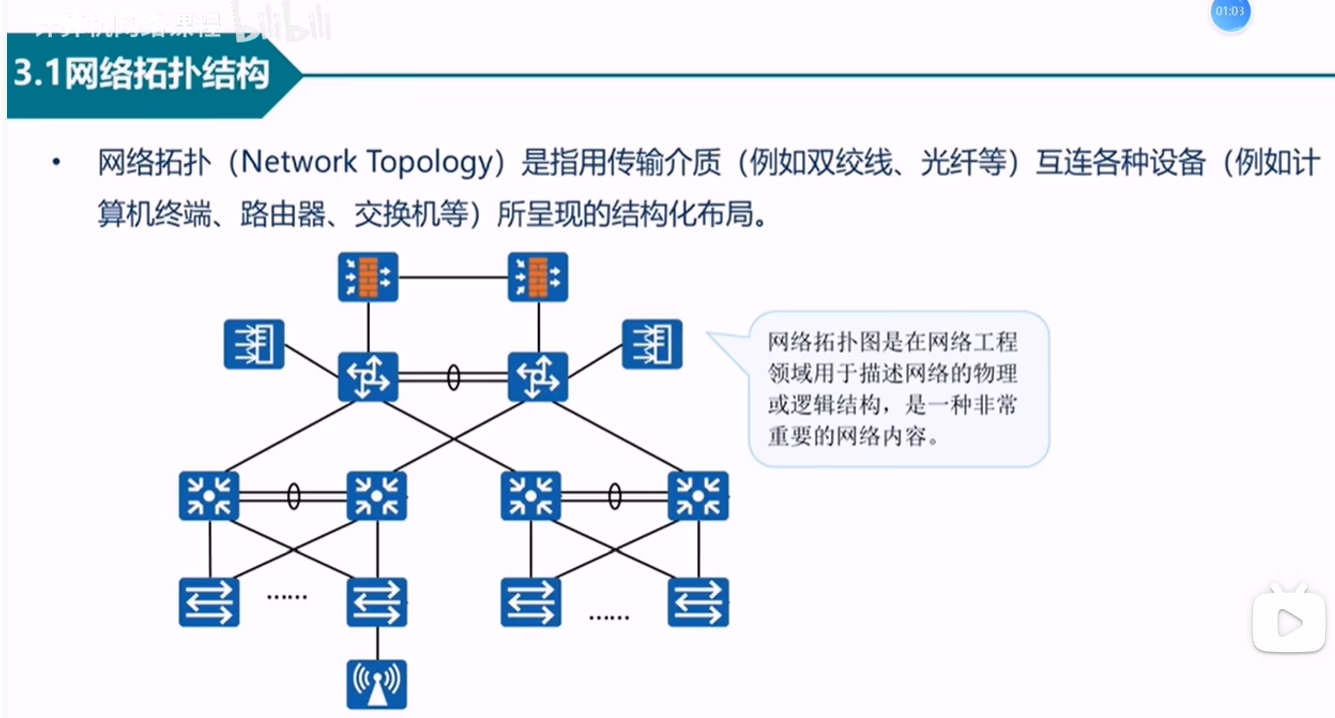 计算机网络课程 bilibili
01:03
3.1网络拓扑结构
• 网络拓扑（Network Topology）是指用传输介质（例如双绞线、光纤等）互连各种设备（例如计
算机终端、路由器、交换机等）所呈现的结构化布局。
网络拓扑图是在网络工程
领域用于描述网络的物理
或逻辑结构，是一种非常
重要的网络内容。
……
……